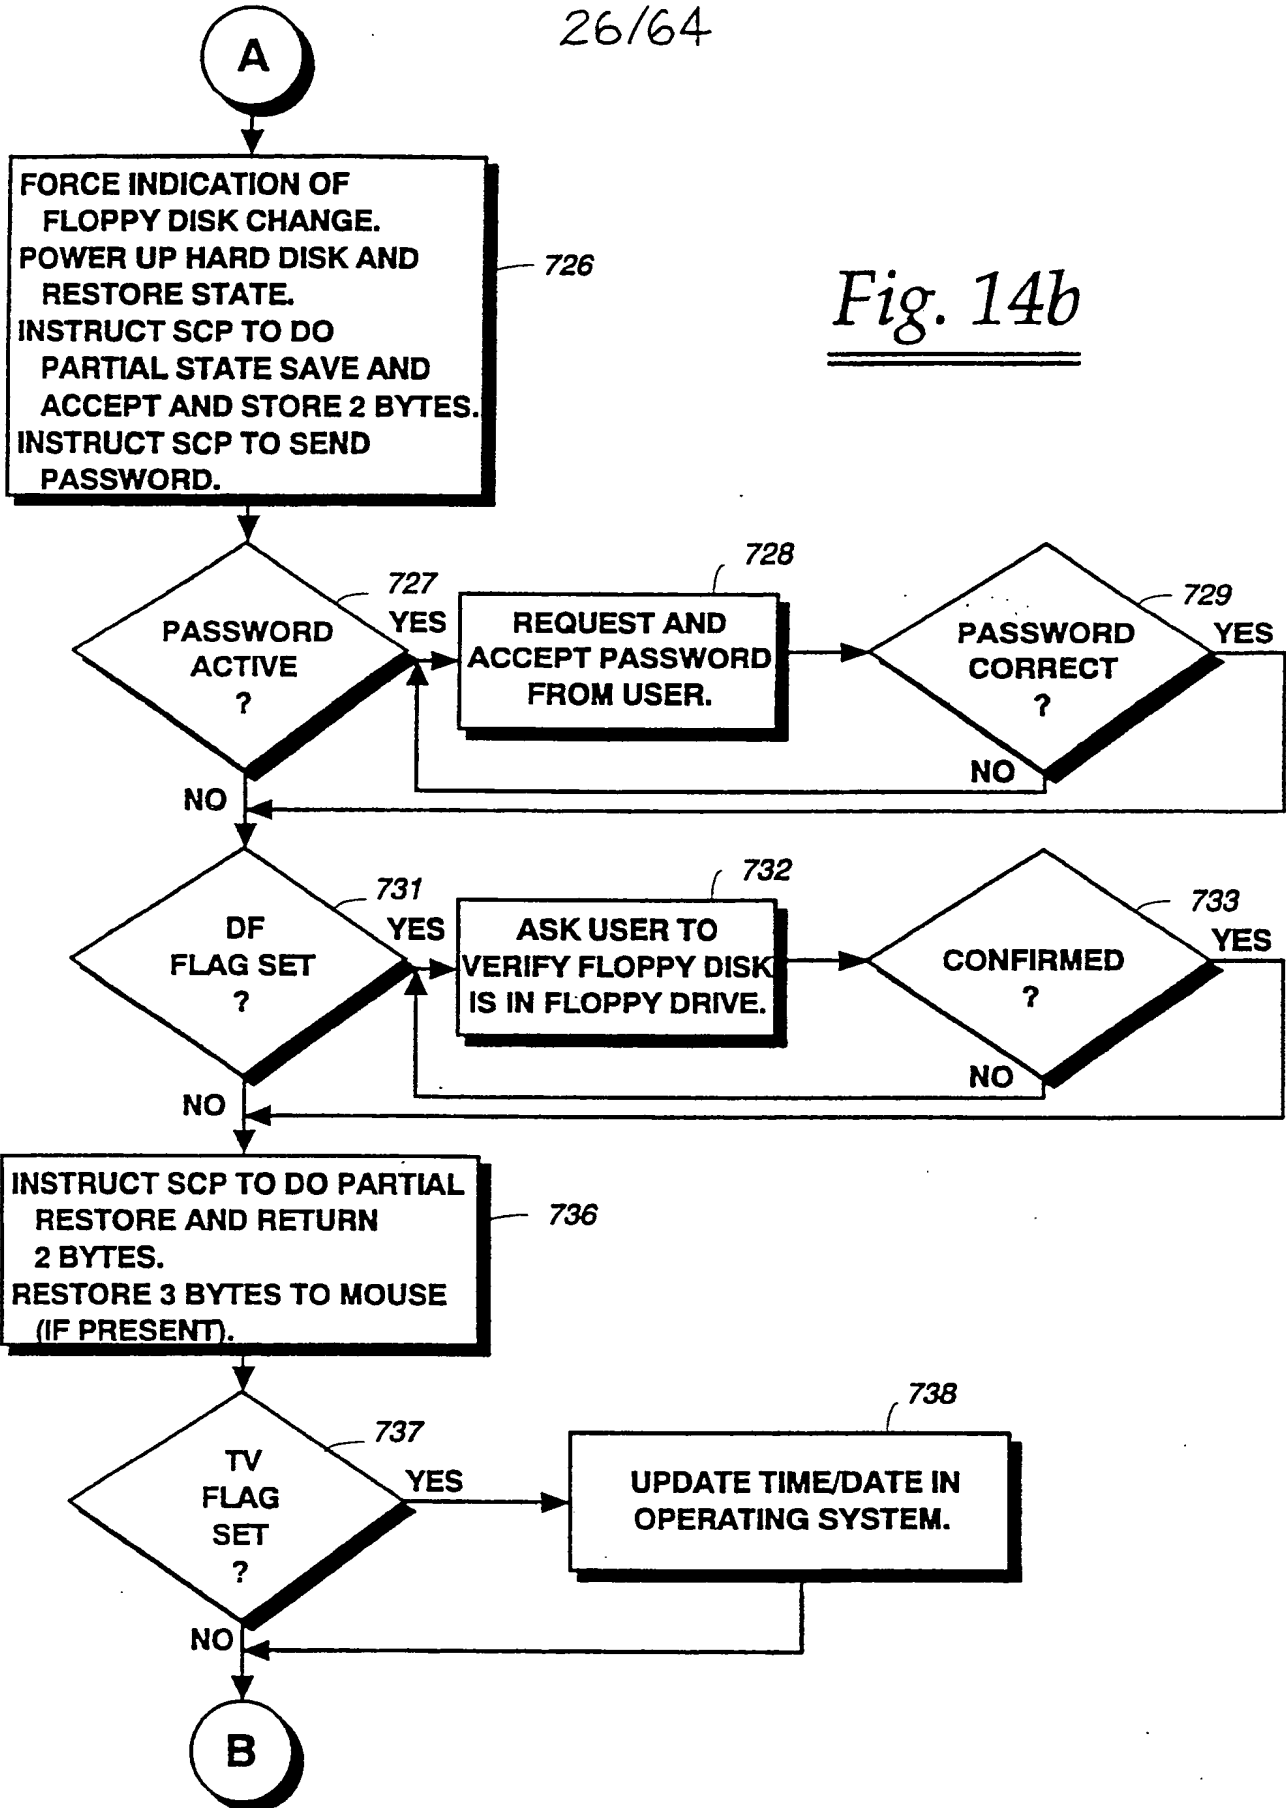 26/64
A
FORCE INDICATION OF
FLOPPY DISK CHANGE.
POWER UP HARD DISK AND
RESTORE STATE.
INSTRUCT SCP TO DO
PARTIAL STATE SAVE AND
ACCEPT AND STORE 2 BYTES.
INSTRUCT SCP TO SEND
PASSWORD.
726
Fig. 14b
PASSWORD
ACTIVE
?
727
YES
NO
REQUEST AND
ACCEPT PASSWORD
FROM USER.
728
PASSWORD
CORRECT
?
729
YES
NO
DF
FLAG SET
?
731
YES
NO
ASK USER TO
VERIFY FLOPPY DISK
IS IN FLOPPY DRIVE.
732
CONFIRMED
?
733
YES
NO
INSTRUCT SCP TO DO PARTIAL
RESTORE AND RETURN
2 BYTES.
RESTORE 3 BYTES TO MOUSE
(IF PRESENT).
736
TV
FLAG
SET
?
737
YES
NO
UPDATE TIME/DATE IN
OPERATING SYSTEM.
738
B